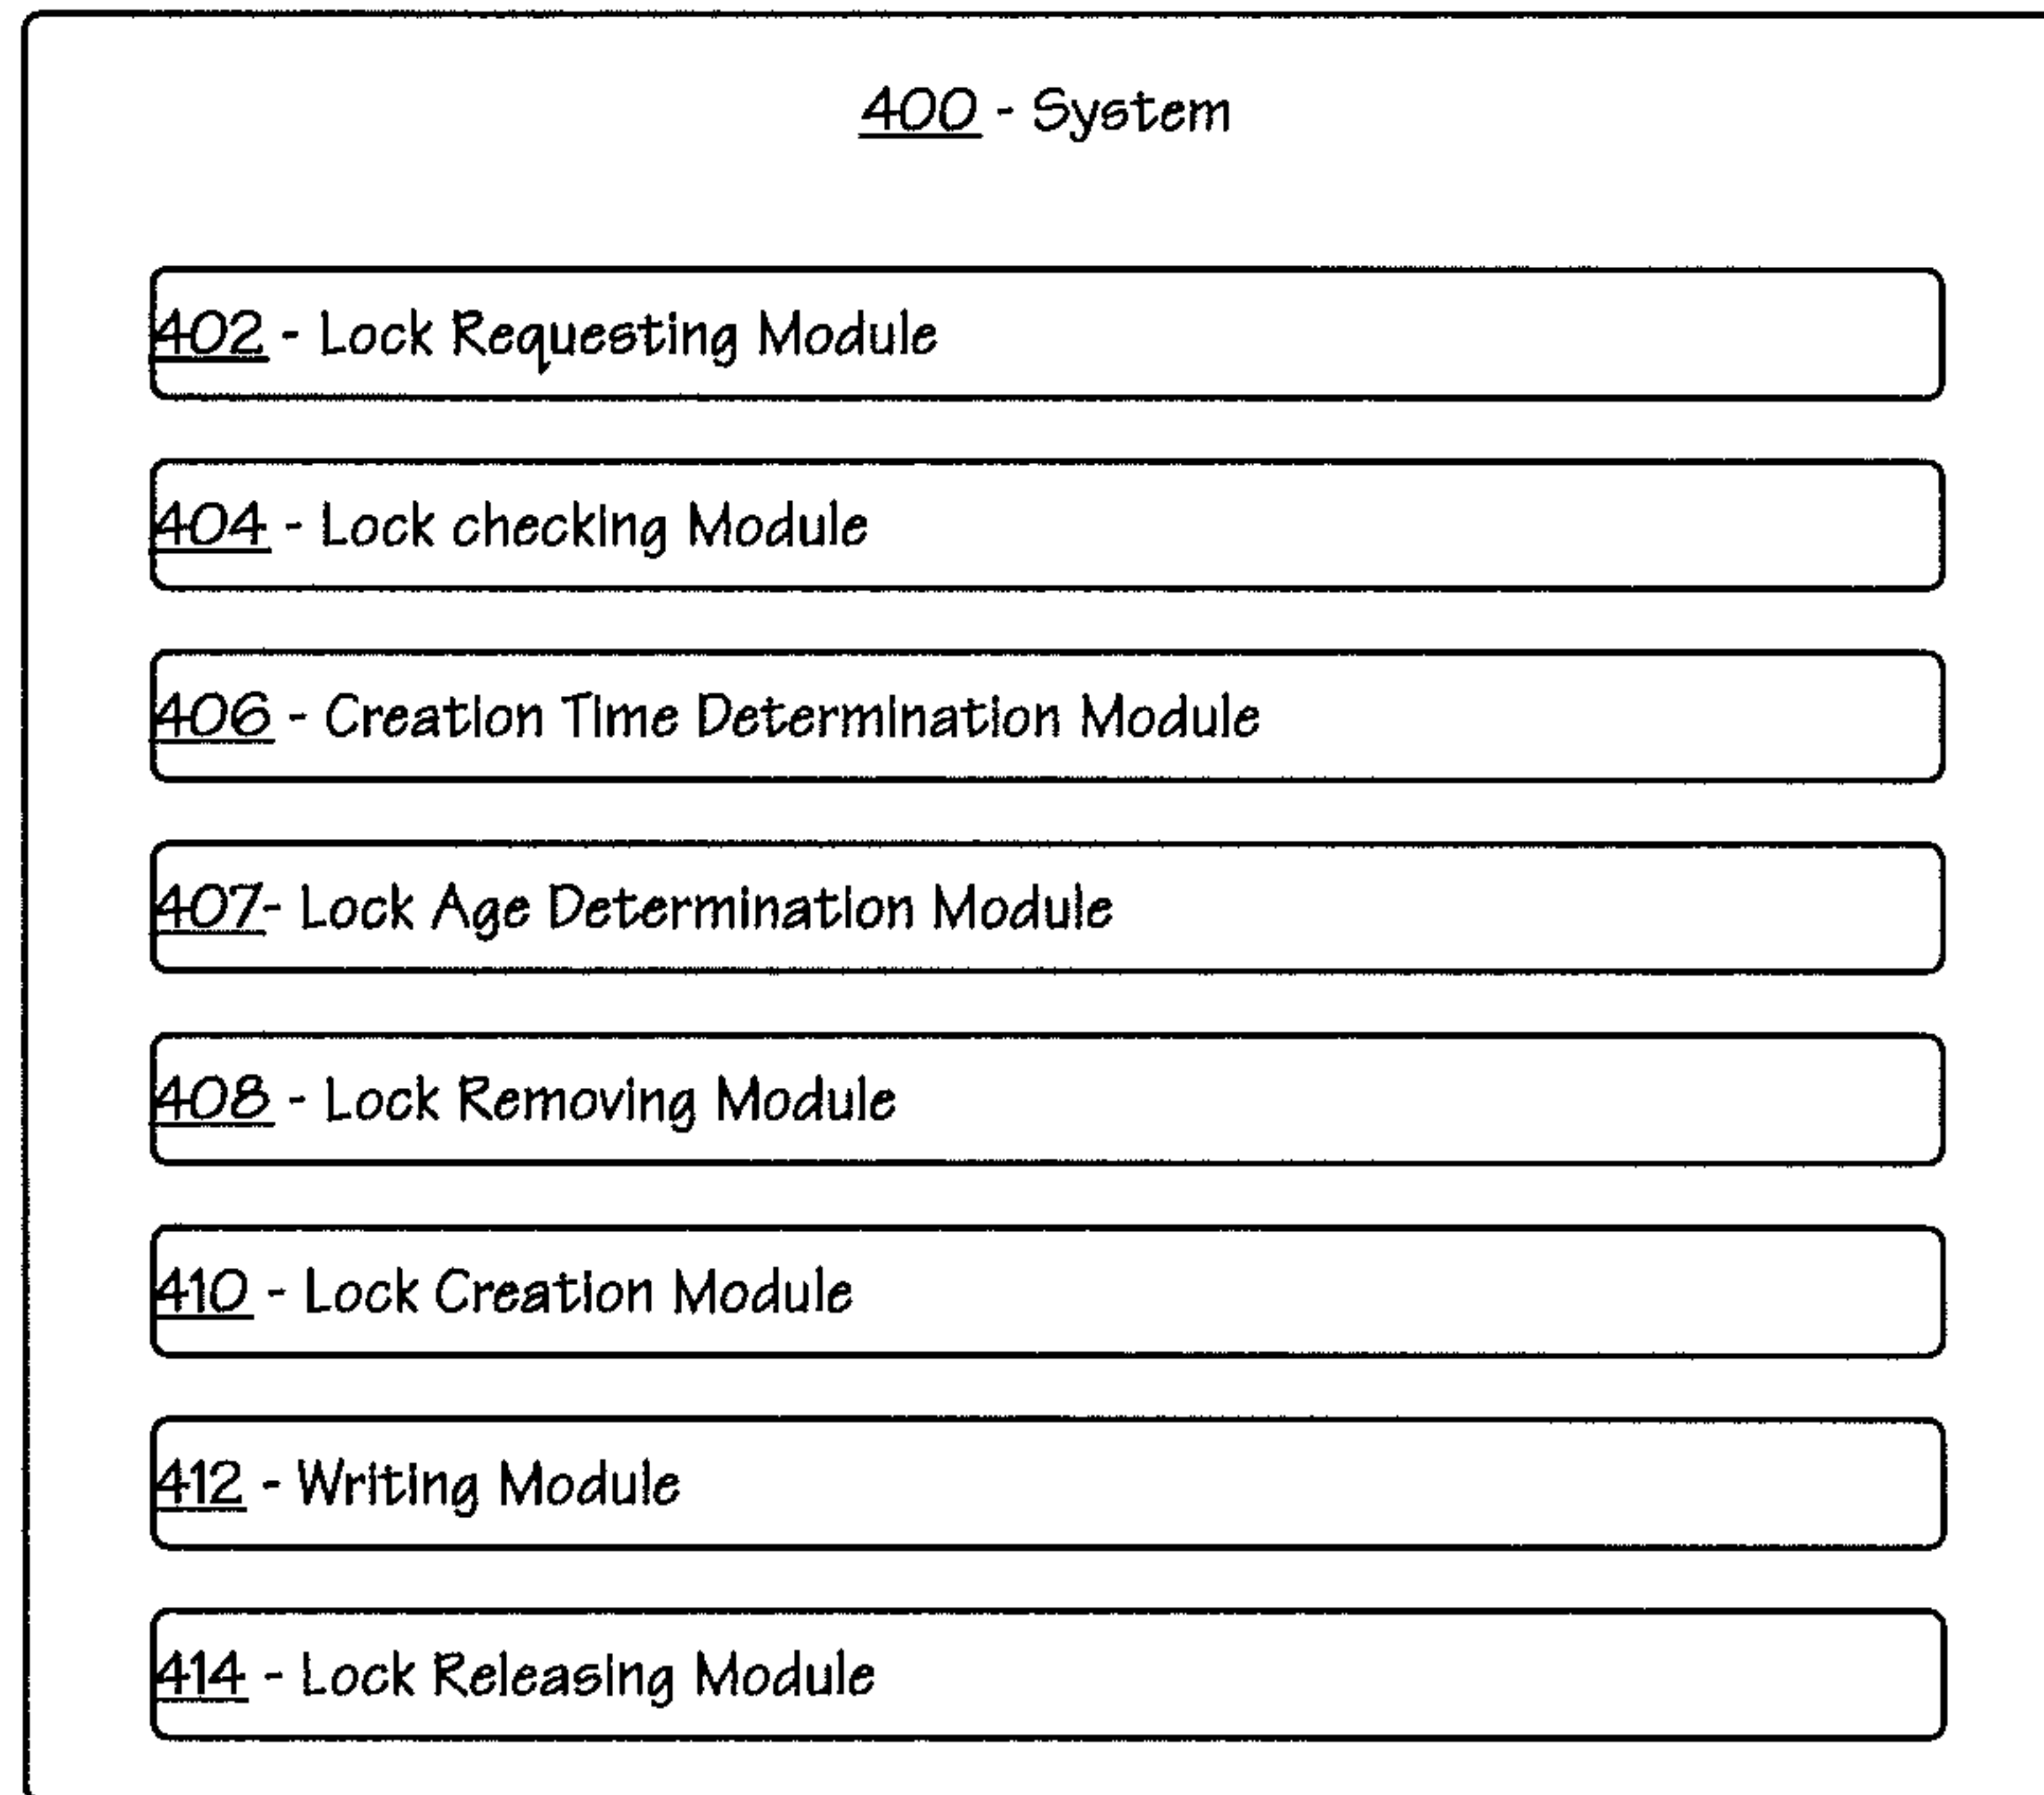 400 - System
402 - Lock Requesting Module
404 - Lock checking Module
406 - Creation Time Determination Module
407- Lock Age Determination Module
408 - Lock Removing Module
410 - Lock Creation Module
412 - Writing Module
414 - Lock Releasing Module